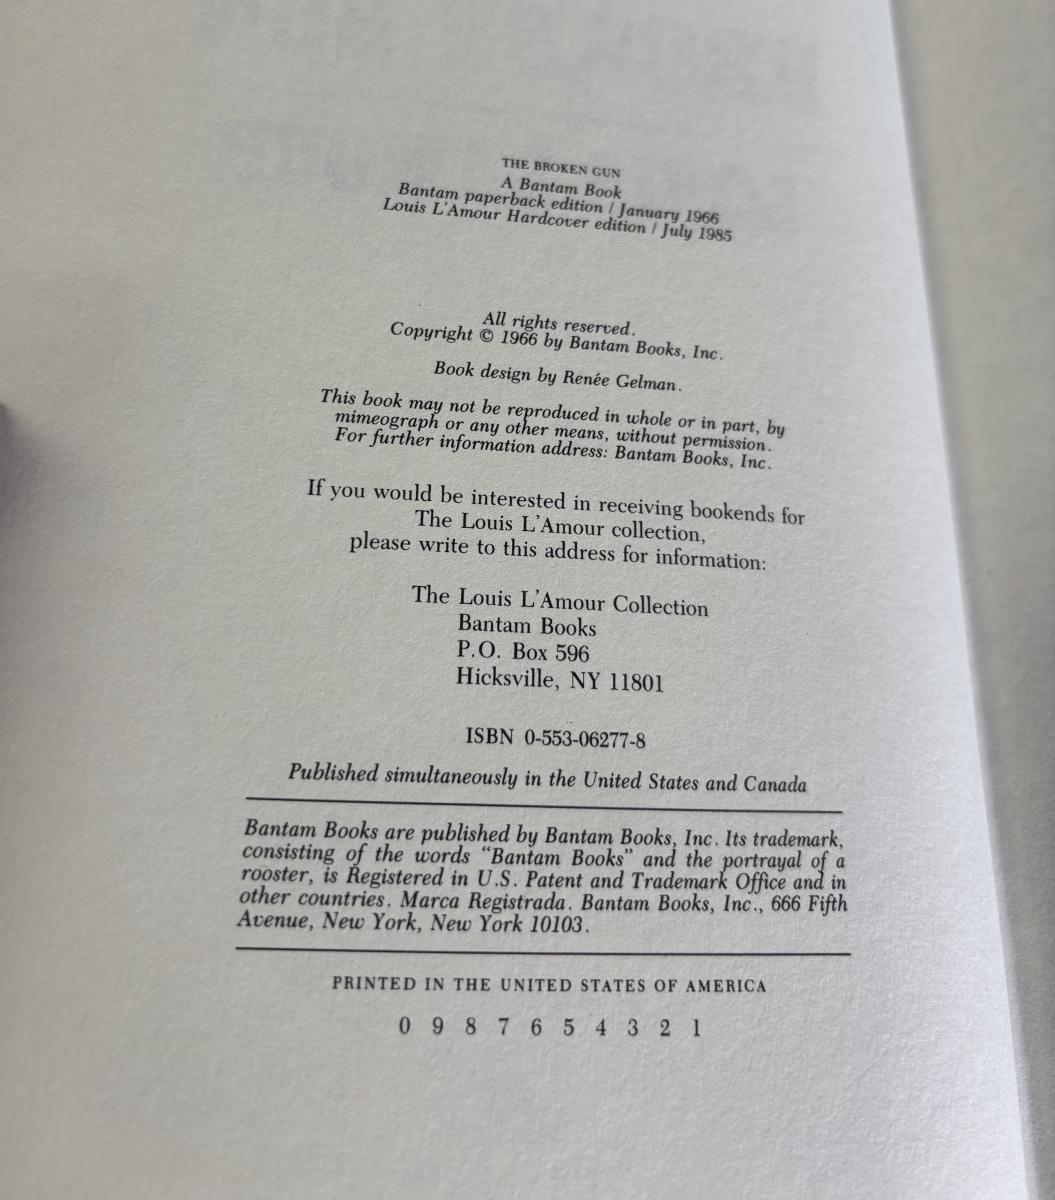 THE BROKEN GUN
A Bantam Book
Bantam paperback edition / January 1966
Louis L'Amour Hardcover edition / July 1985
All rights reserved.
Copyright © 1966 by Bantam Books, Inc.
Book design by Renée Gelman.
This book may not be reproduced in whole or in part, by
mimeograph or any other means, without permission.
For further information address: Bantam Books, Inc.
If you would be interested in receiving bookends for
The Louis L'Amour collection,
please write to this address for information:
The Louis L'Amour Collection
Bantam Books
P.O. Box 596
Hicksville, NY 11801
ISBN 0-553-06277-8
Published simultaneously in the United States and Canada
Bantam Books are published by Bantam Books, Inc. Its trademark,
consisting of the words “Bantam Books” and the portrayal of a
rooster, is Registered in U.S. Patent and Trademark Office and in
other countries. Marca Registrada. Bantam Books, Inc., 666 Fifth
Avenue, New York, New York 10103.
PRINTED IN THE UNITED STATES OF AMERICA
0 9 8 7 6 5 4 3 2 1